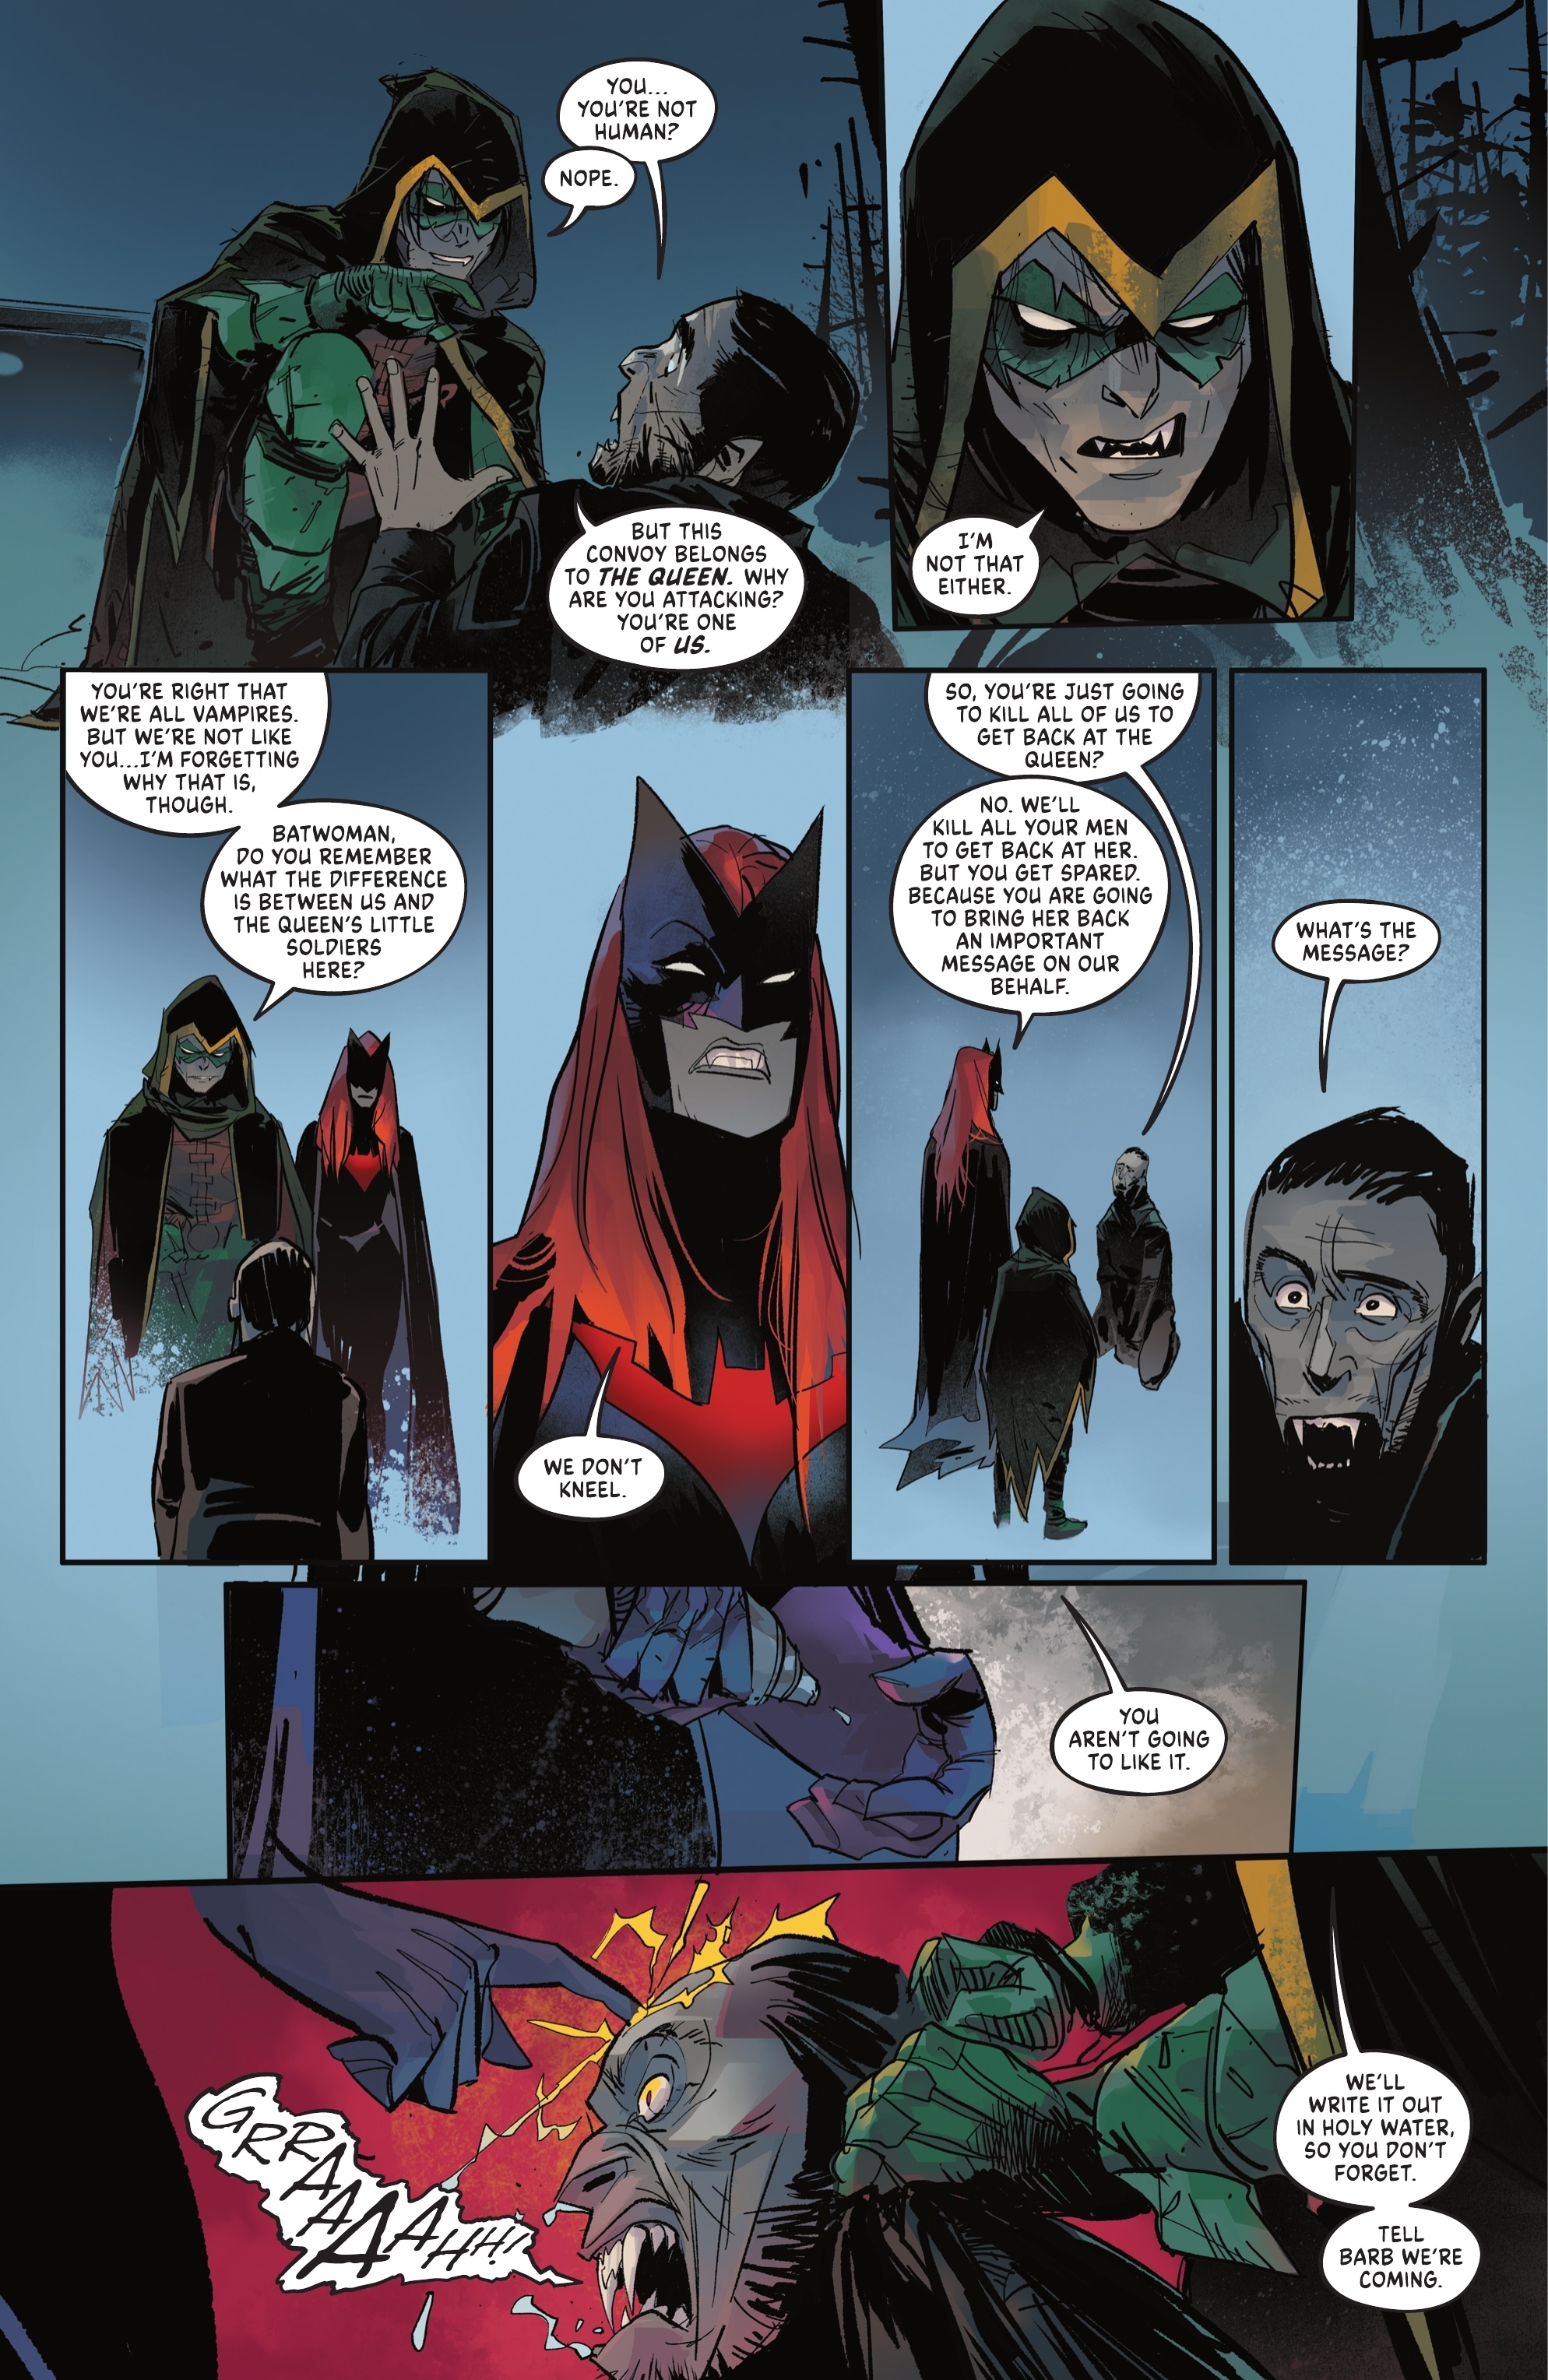 YOU...
YOU'RE NOT
HUMAN?
NOPE.
BUT THIS
CONVOY BELONGS
TO THE QUEEN. WHY
ARE YOU ATTACKING?
YOU'RE ONE
OF US.
I'M
NOT THAT
EITHER.
YOU'RE RIGHT THAT
WE'RE ALL VAMPIRES.
BUT WE'RE NOT LIKE
YOU...I'M FORGETTING
WHY THAT IS,
THOUGH.
BATWOMAN,
DO YOU REMEMBER
WHAT THE DIFFERENCE
IS BETWEEN US AND
THE QUEEN'S LITTLE
SOLDIERS
HERE?
WE DON'T
KNEEL.
SO, YOU'RE JUST GOING
TO KILL ALL OF US TO
GET BACK AT THE
QUEEN?
NO. WE'LL
KILL ALL YOUR MEN
TO GET BACK AT HER.
BUT YOU GET SPARED.
BECAUSE YOU ARE GOING
TO BRING HER BACK
AN IMPORTANT
MESSAGE ON OUR
BEHALF.
WHAT'S THE
MESSAGE?
YOU
AREN'T GOING
TO LIKE IT.
GRRAAAAHH!
WE'LL
WRITE IT OUT
IN HOLY WATER,
SO YOU DON'T
FORGET.
TELL
BARB WE'RE
COMING.